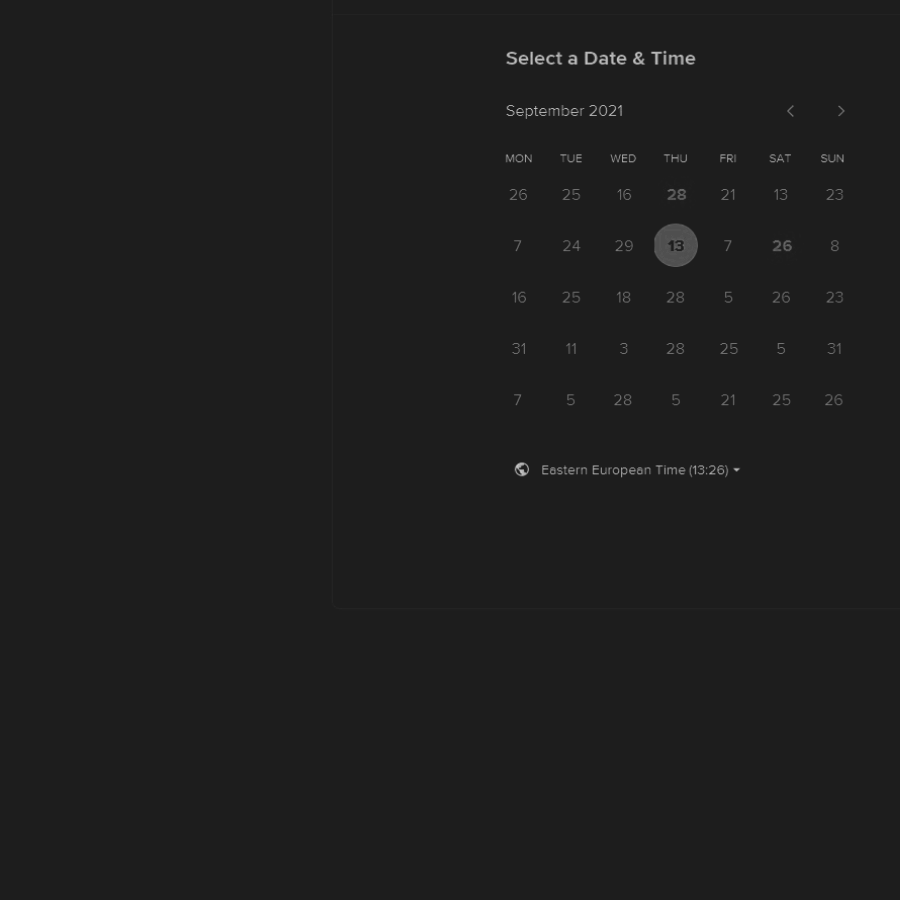 Select a Date & Time
September 2021
MON TUE WED THU FRI SAT SUN
26 25 16 28 21 13 23
7 24 29 13 7 26 8
16 25 18 28 5 26 23
31 11 3 28 25 5 31
7 5 28 5 21 25 26
Eastern European Time (13:26)